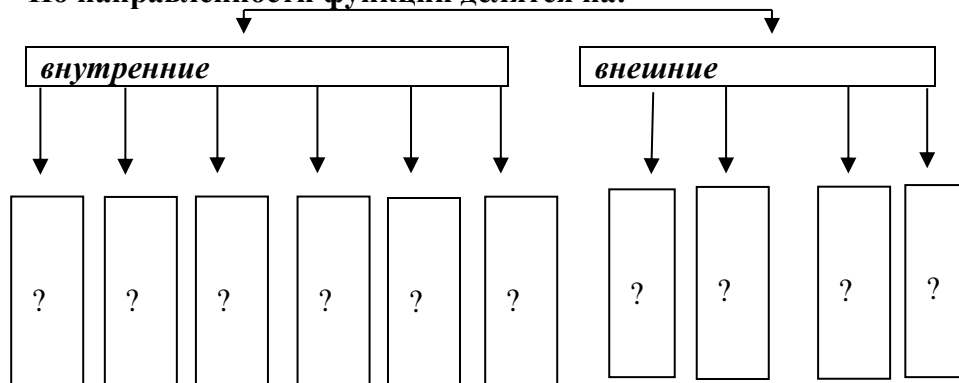 По направленности функции делятся на:
внутренние
внешние
? ? ? ? ? ? ? ? ? ?